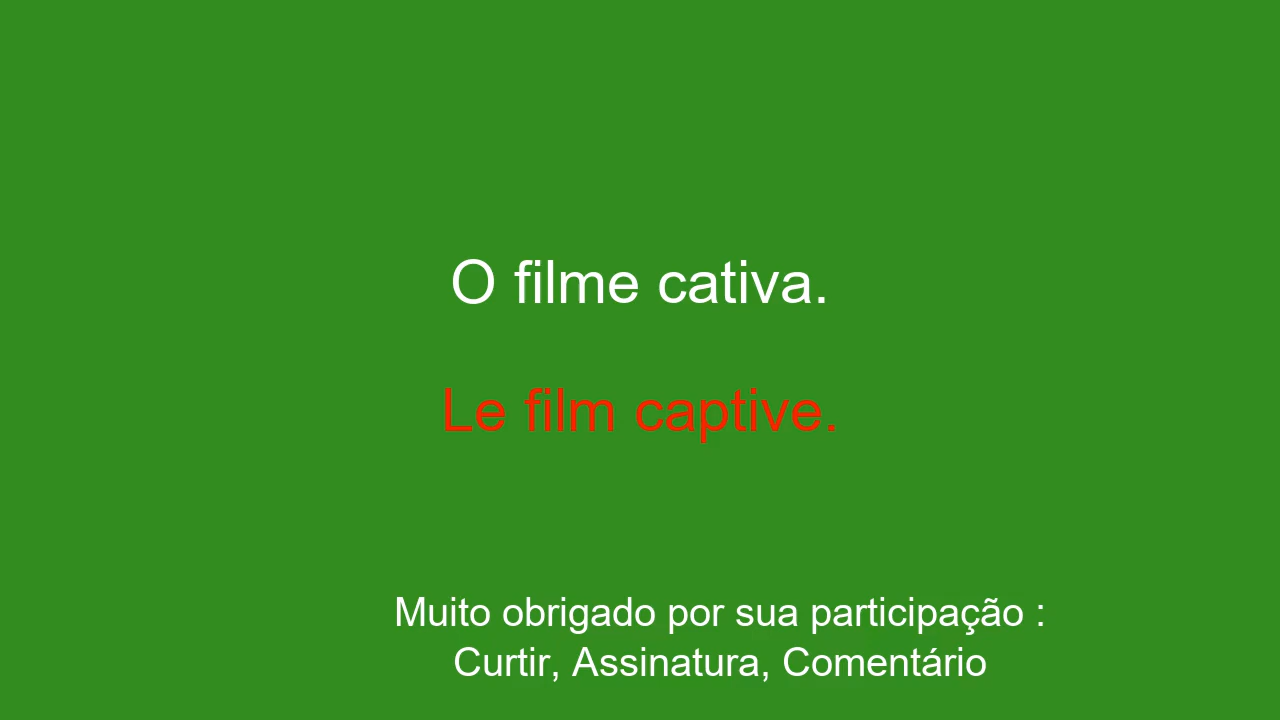 O filme cativa.
Le film captive.
Muito obrigado por sua participação :
Curtir, Assinatura, Comentário